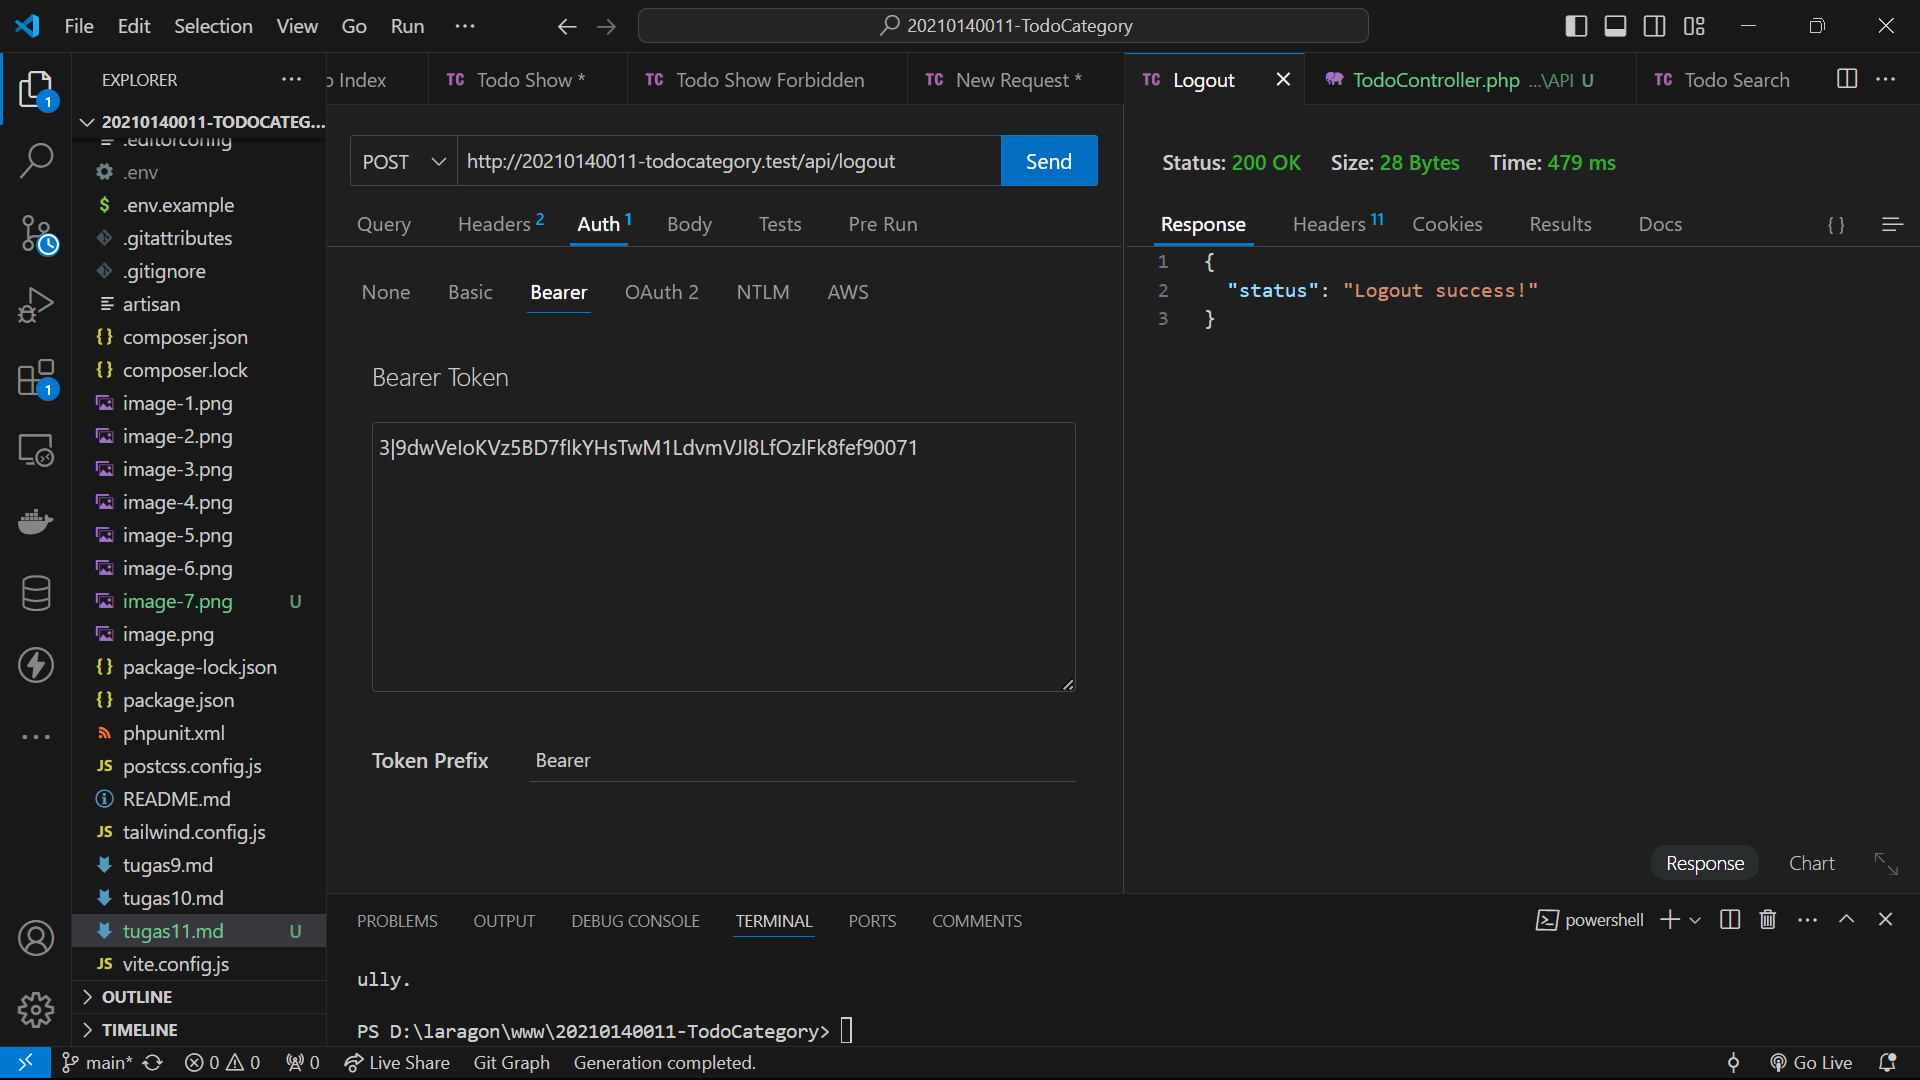 File Edit Selection View Go Run ··· 20210140011-TodoCategory
EXPLORER ···
Index TC Todo Show * TC Todo Show Forbidden TC New Request * TC Logout TodoController.php ...\API U TC Todo Search ···
20210140011-TODOCATEG...
.editorconfig
.env
.env.example
.gitattributes
.gitignore
artisan
composer.json
composer.lock
image-1.png
image-2.png
image-3.png
image-4.png
image-5.png
image-6.png
image-7.png U
image.png
package-lock.json
package.json
phpunit.xml
JS postcss.config.js
README.md
JS tailwind.config.js
tugas9.md
tugas10.md
tugas11.md U
JS vite.config.js
OUTLINE
TIMELINE
1
1
POST http://20210140011-todocategory.test/api/logout Send
Query Headers 2 Auth 1 Body Tests Pre Run
None Basic Bearer OAuth 2 NTLM AWS
Bearer Token
3|9dwVeIoKVz5BD7fIkYHsTwM1LdvmVJl8LfOzlFk8fef90071
Token Prefix Bearer
Status: 200 OK Size: 28 Bytes Time: 479 ms
Response Headers 11 Cookies Results Docs { }
1 {
2 "status": "Logout success!"
3 }
Response Chart
PROBLEMS OUTPUT DEBUG CONSOLE TERMINAL PORTS COMMENTS powershell ···
ully.
PS D:\laragon\www\20210140011-TodoCategory>
main* 0 0 0 Live Share Git Graph Generation completed. Go Live